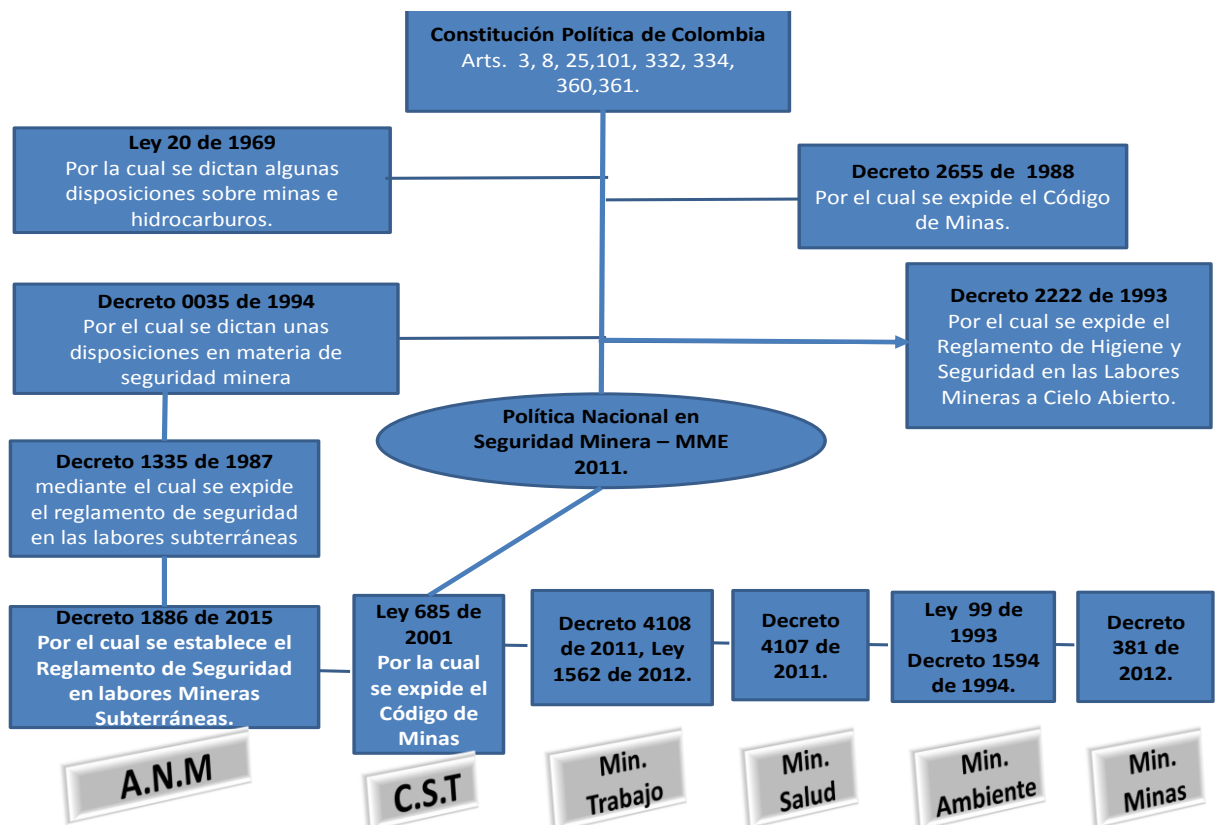 Constitución Política de Colombia
Arts. 3, 8, 25,101, 332, 334,
360,361.
Ley 20 de 1969
Por la cual se dictan algunas
disposiciones sobre minas e
hidrocarburos.
Decreto 2655 de 1988
Por el cual se expide el Código
de Minas.
Decreto 0035 de 1994
Por el cual se dictan unas
disposiciones en materia de
seguridad minera
Decreto 2222 de 1993
Por el cual se expide el
Reglamento de Higiene y
Seguridad en las Labores
Mineras a Cielo Abierto.
Política Nacional en
Seguridad Minera – MME
2011.
Decreto 1335 de 1987
mediante el cual se expide
el reglamento de seguridad
en las labores subterráneas
Decreto 1886 de 2015
Por el cual se establece el
Reglamento de Seguridad
en labores Mineras
Subterráneas.
Ley 685 de
2001
Por la cual
se expide el
Código de
Minas
Decreto 4108
de 2011, Ley
1562 de 2012.
Decreto
4107 de
2011.
Ley 99 de
1993
Decreto 1594
de 1994.
Decreto
381 de
2012.
A.N.M
C.S.T
Min.
Trabajo
Min.
Salud
Min.
Ambiente
Min.
Minas